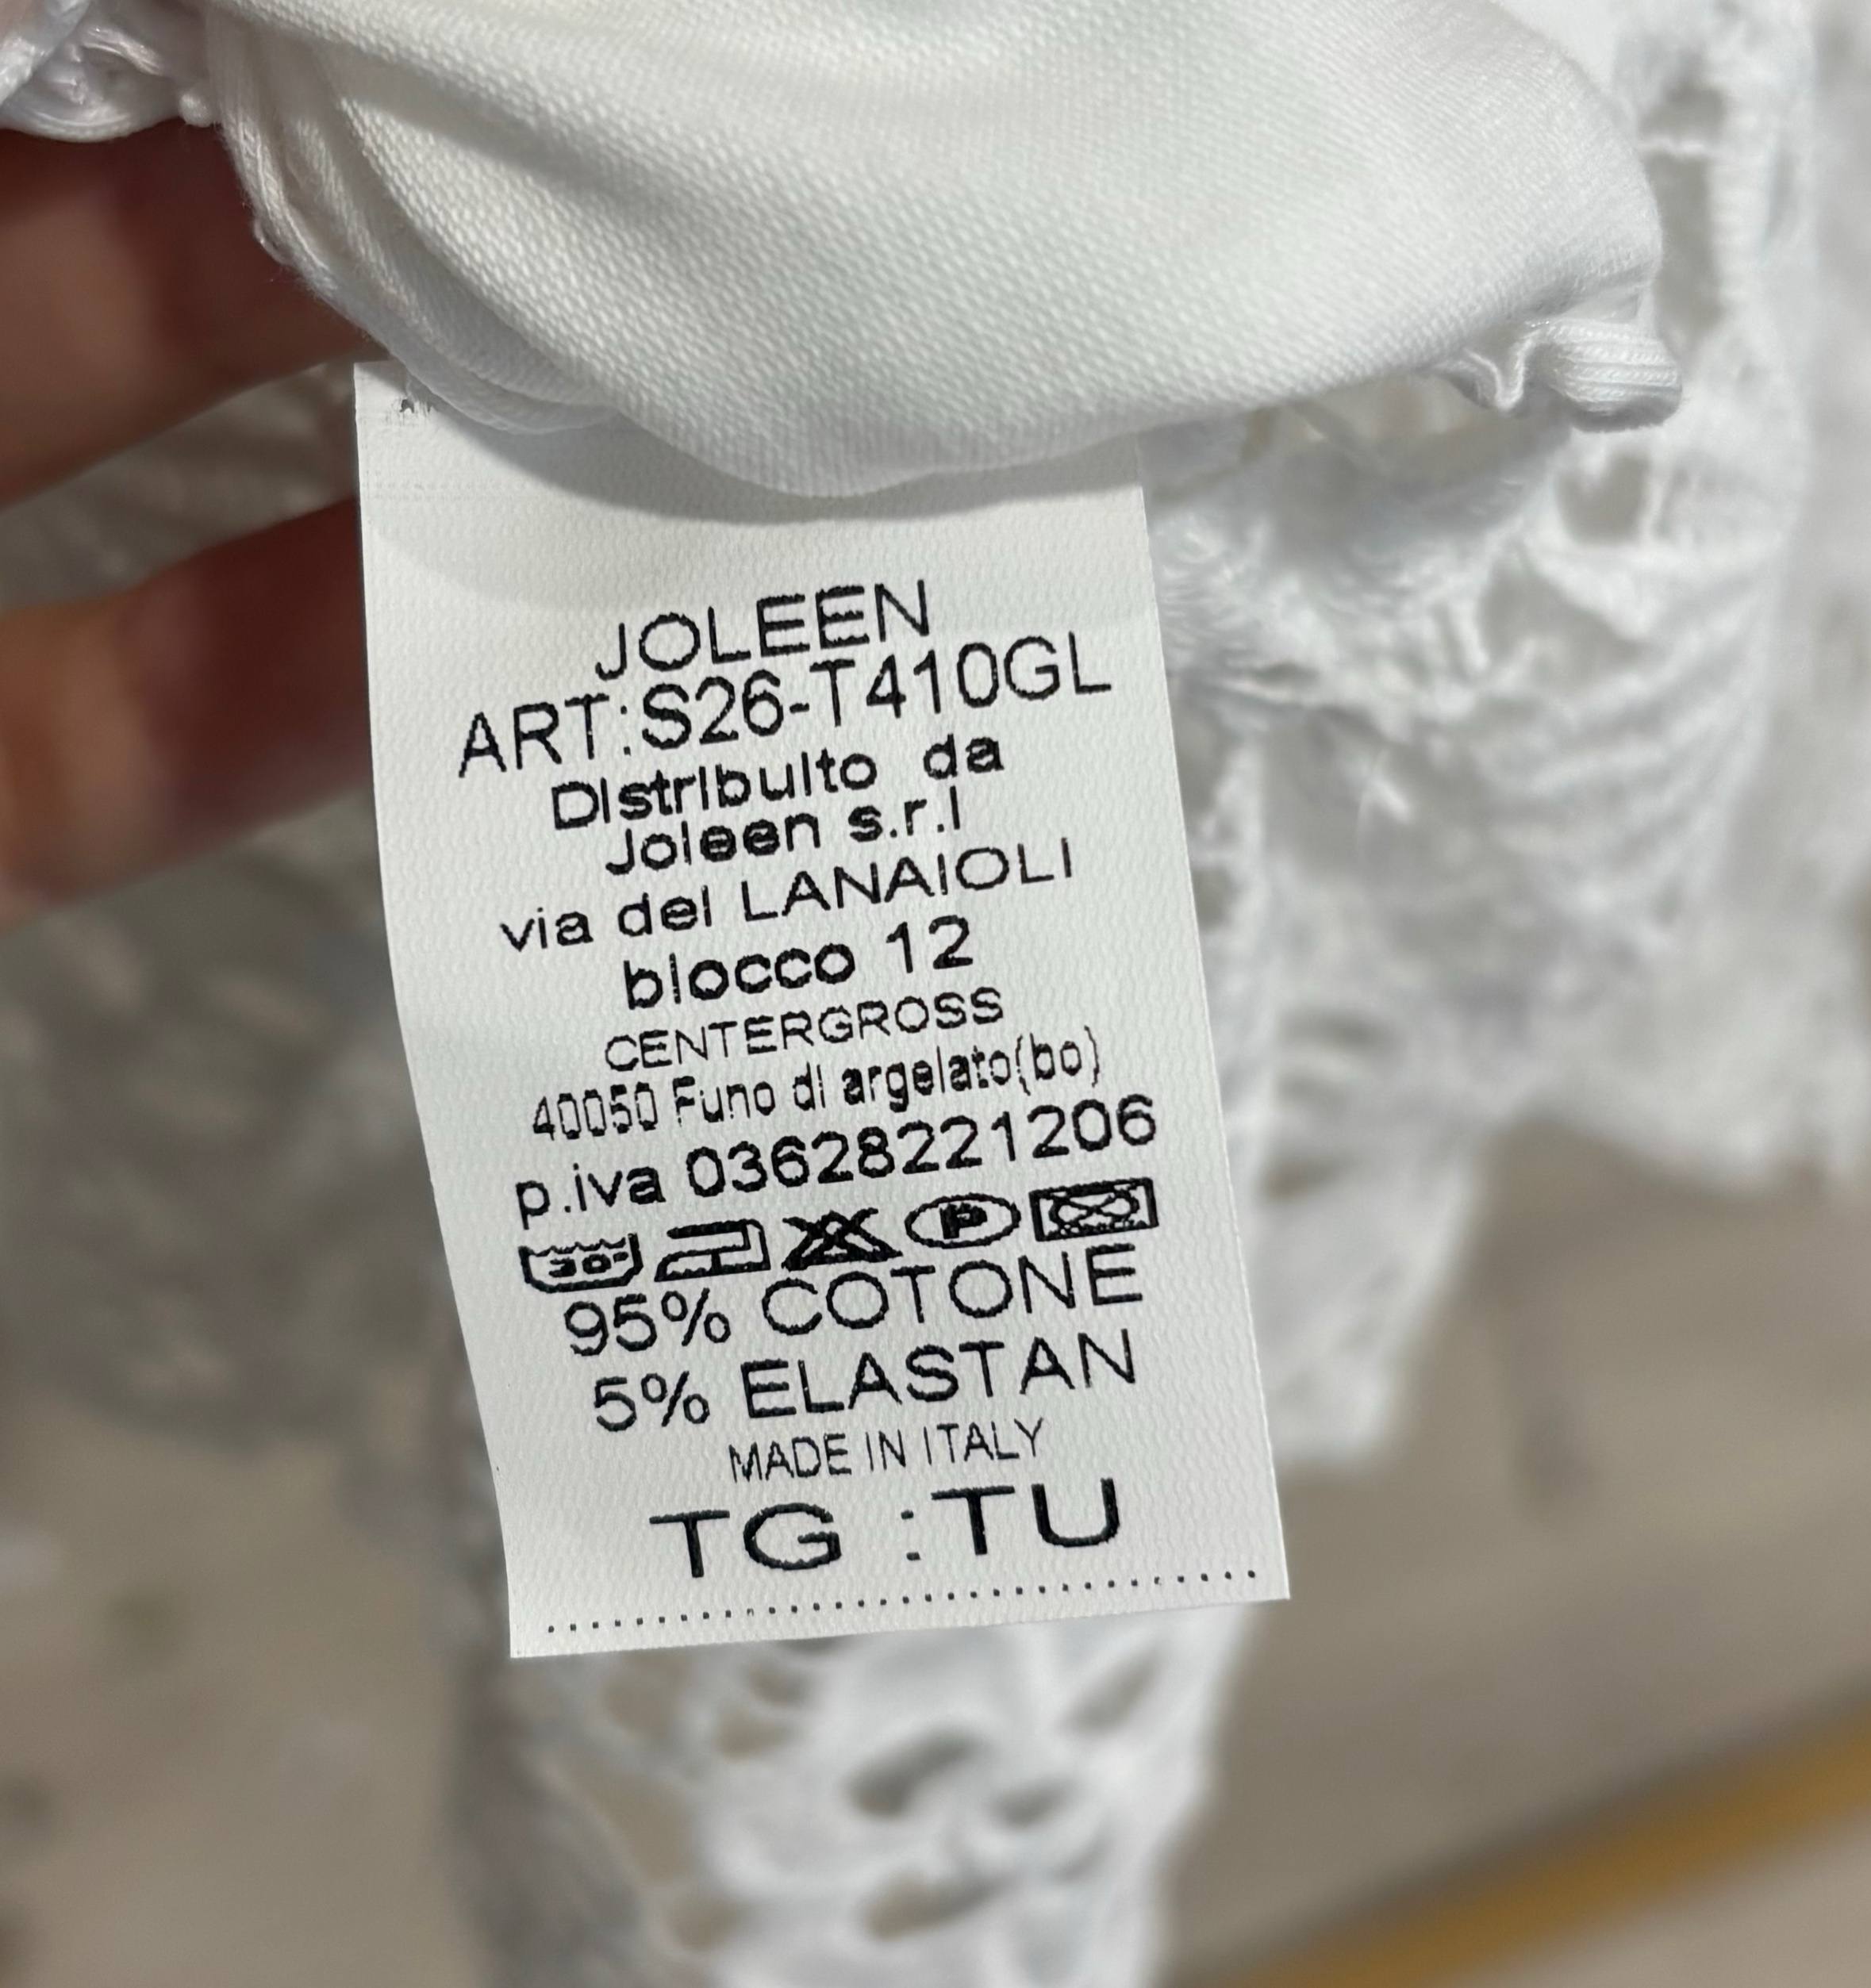 JOLEEN
ART:S26-T410GL
Distribuito da
Joleen s.r.l
via dei LANAIOLI
blocco 12
CENTERGROSS
40050 Funo di argelato(bo)
p.iva 03628221206
30° P
95% COTONE
5% ELASTAN
MADE IN ITALY
TG :TU